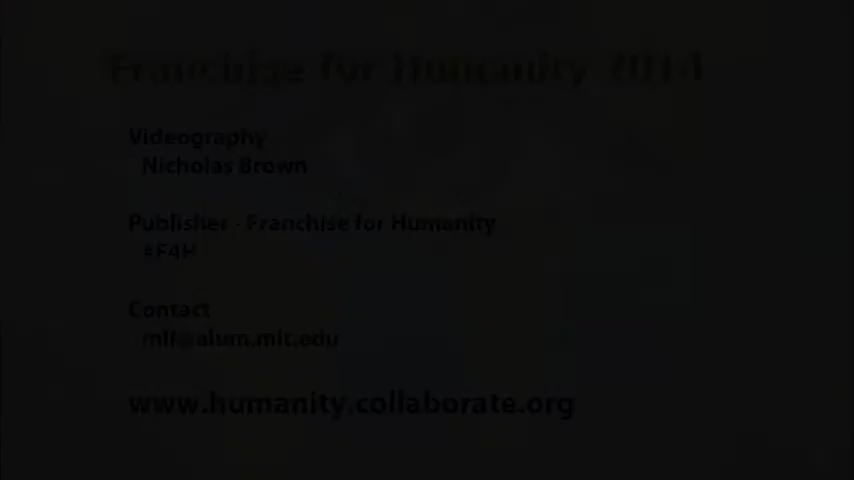 Franchise for Humanity 2014
Videography
Nicholas Brown
Publisher - Franchise for Humanity
#F4H
Contact
www.humanity.collaborate.org